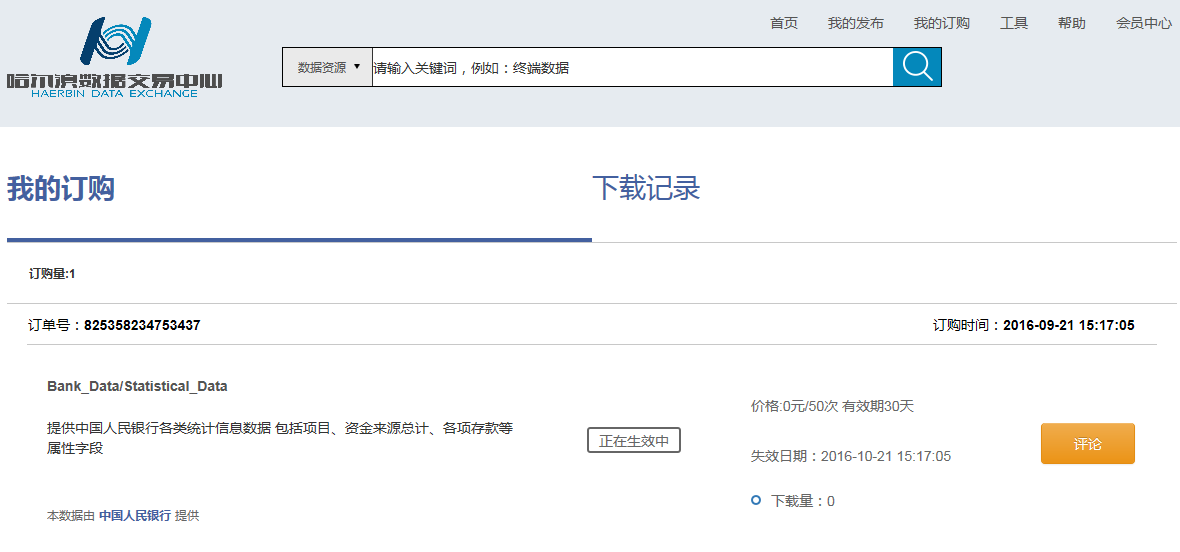 首页 我的发布 我的订购 工具 帮助 会员中心
哈尔滨数据交易中心
HAERBIN DATA EXCHANGE
数据资源 ▼ 请输入关键词，例如：终端数据
我的订购 下载记录
订购量:1
订单号：825358234753437 订购时间：2016-09-21 15:17:05
Bank_Data/Statistical_Data
提供中国人民银行各类统计信息数据 包括项目、资金来源总计、各项存款等
属性字段
正在生效中
价格:0元/50次 有效期30天
失效日期：2016-10-21 15:17:05
下载量：0
评论
本数据由 中国人民银行 提供